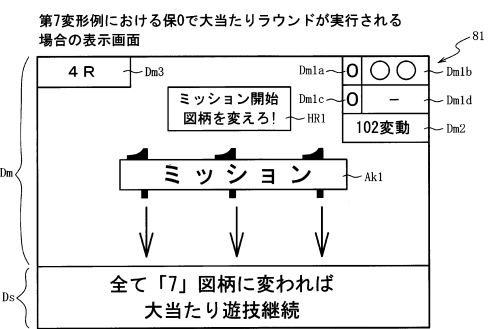 第7変形例における保0で大当たりラウンドが実行される
場合の表示画面
81
4R
Dm3
Dm1a
0
○○
Dm1b
Dm1c
0
－
Dm1d
ミッション開始
図柄を変えろ!
HR1
102変動
Dm2
Dm
ミッション
Ak1
Ds
全て「7」図柄に変われば
大当たり遊技継続